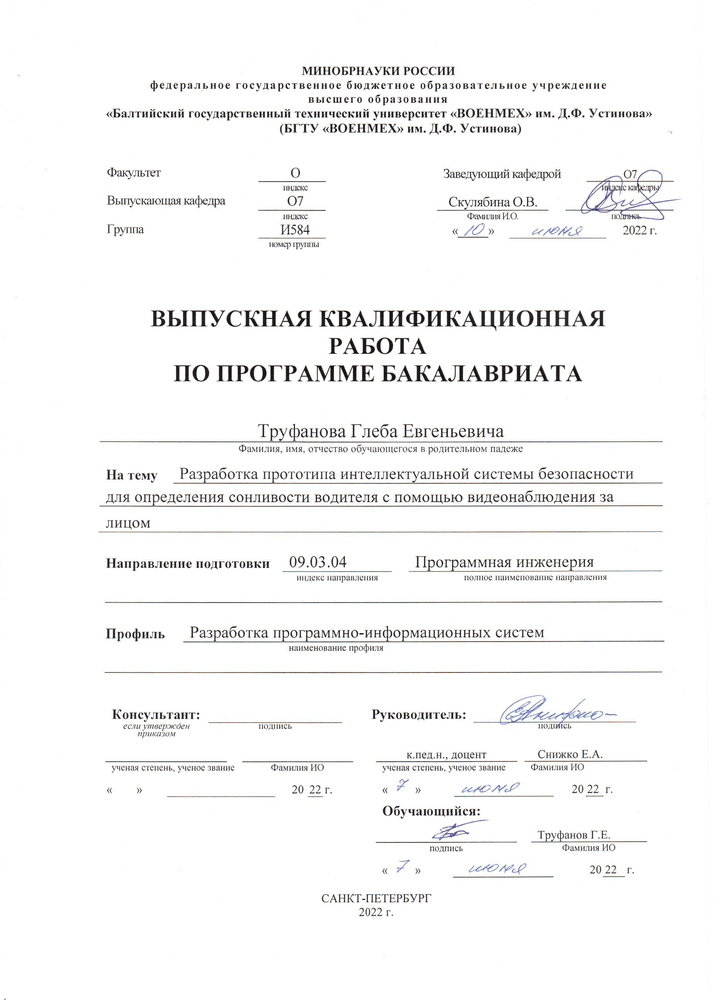 МИНОБРНАУКИ РОССИИ
федеральное государственное бюджетное образовательное учреждение
высшего образования
«Балтийский государственный технический университет «ВОЕНМЕХ» им. Д.Ф. Устинова»
(БГТУ «ВОЕНМЕХ» им. Д.Ф. Устинова)
Факультет О Заведующий кафедрой О7
индекс индекс кафедры
Выпускающая кафедра О7 Скулябина О.В.
индекс Фамилия И.О. подпись
Группа И584 «10» июня 2022 г.
номер группы
ВЫПУСКНАЯ КВАЛИФИКАЦИОННАЯ
РАБОТА
ПО ПРОГРАММЕ БАКАЛАВРИАТА
Труфанова Глеба Евгеньевича
Фамилия, имя, отчество обучающегося в родительном падеже
На тему Разработка прототипа интеллектуальной системы безопасности
для определения сонливости водителя с помощью видеонаблюдения за
лицом
Направление подготовки 09.03.04 Программная инженерия
индекс направления полное наименование направления
Профиль Разработка программно-информационных систем
наименование профиля
Консультант: Руководитель:
если утвержден подпись подпись
приказом
к.пед.н., доцент Снижко Е.А.
ученая степень, ученое звание Фамилия ИО ученая степень, ученое звание Фамилия ИО
« » 20 22 г. « 7 » июня 20 22 г.
Обучающийся:
Труфанов Г.Е.
подпись Фамилия ИО
« 7 » июня 20 22 г.
САНКТ-ПЕТЕРБУРГ
2022 г.